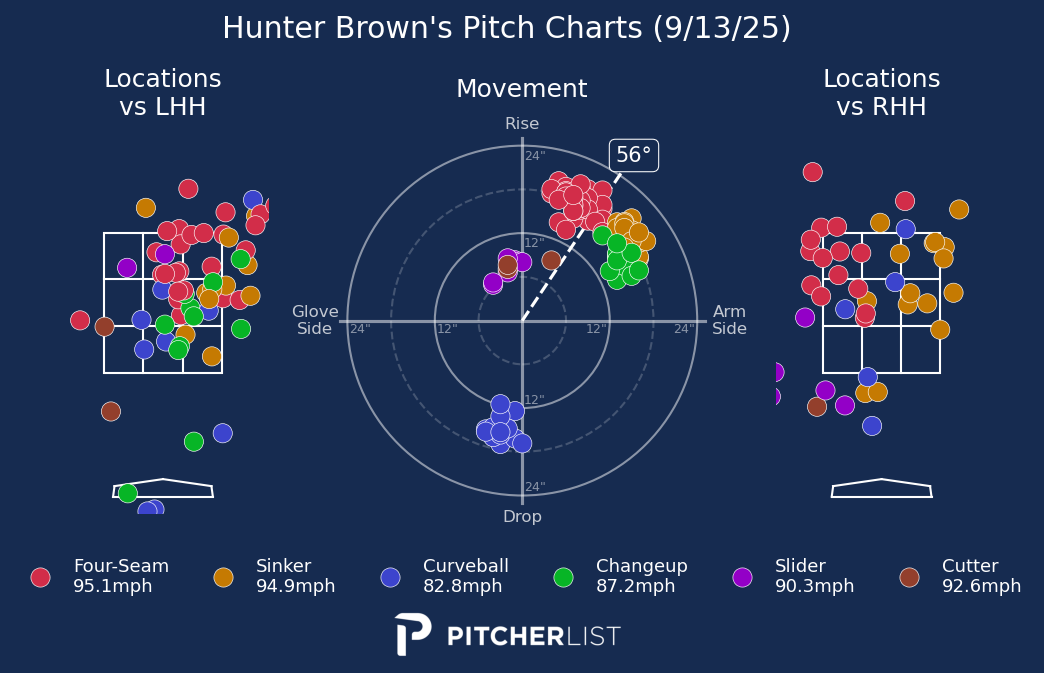 Hunter Brown's Pitch Charts (9/13/25)
Locations
vs LHH
Movement
Locations
vs RHH
Rise
56°
24"
12"
Glove
Side
24"
12"
12"
24"
Arm
Side
12"
24"
Drop
Four-Seam
95.1mph
Sinker
94.9mph
Curveball
82.8mph
Changeup
87.2mph
Slider
90.3mph
Cutter
92.6mph
PITCHERLIST